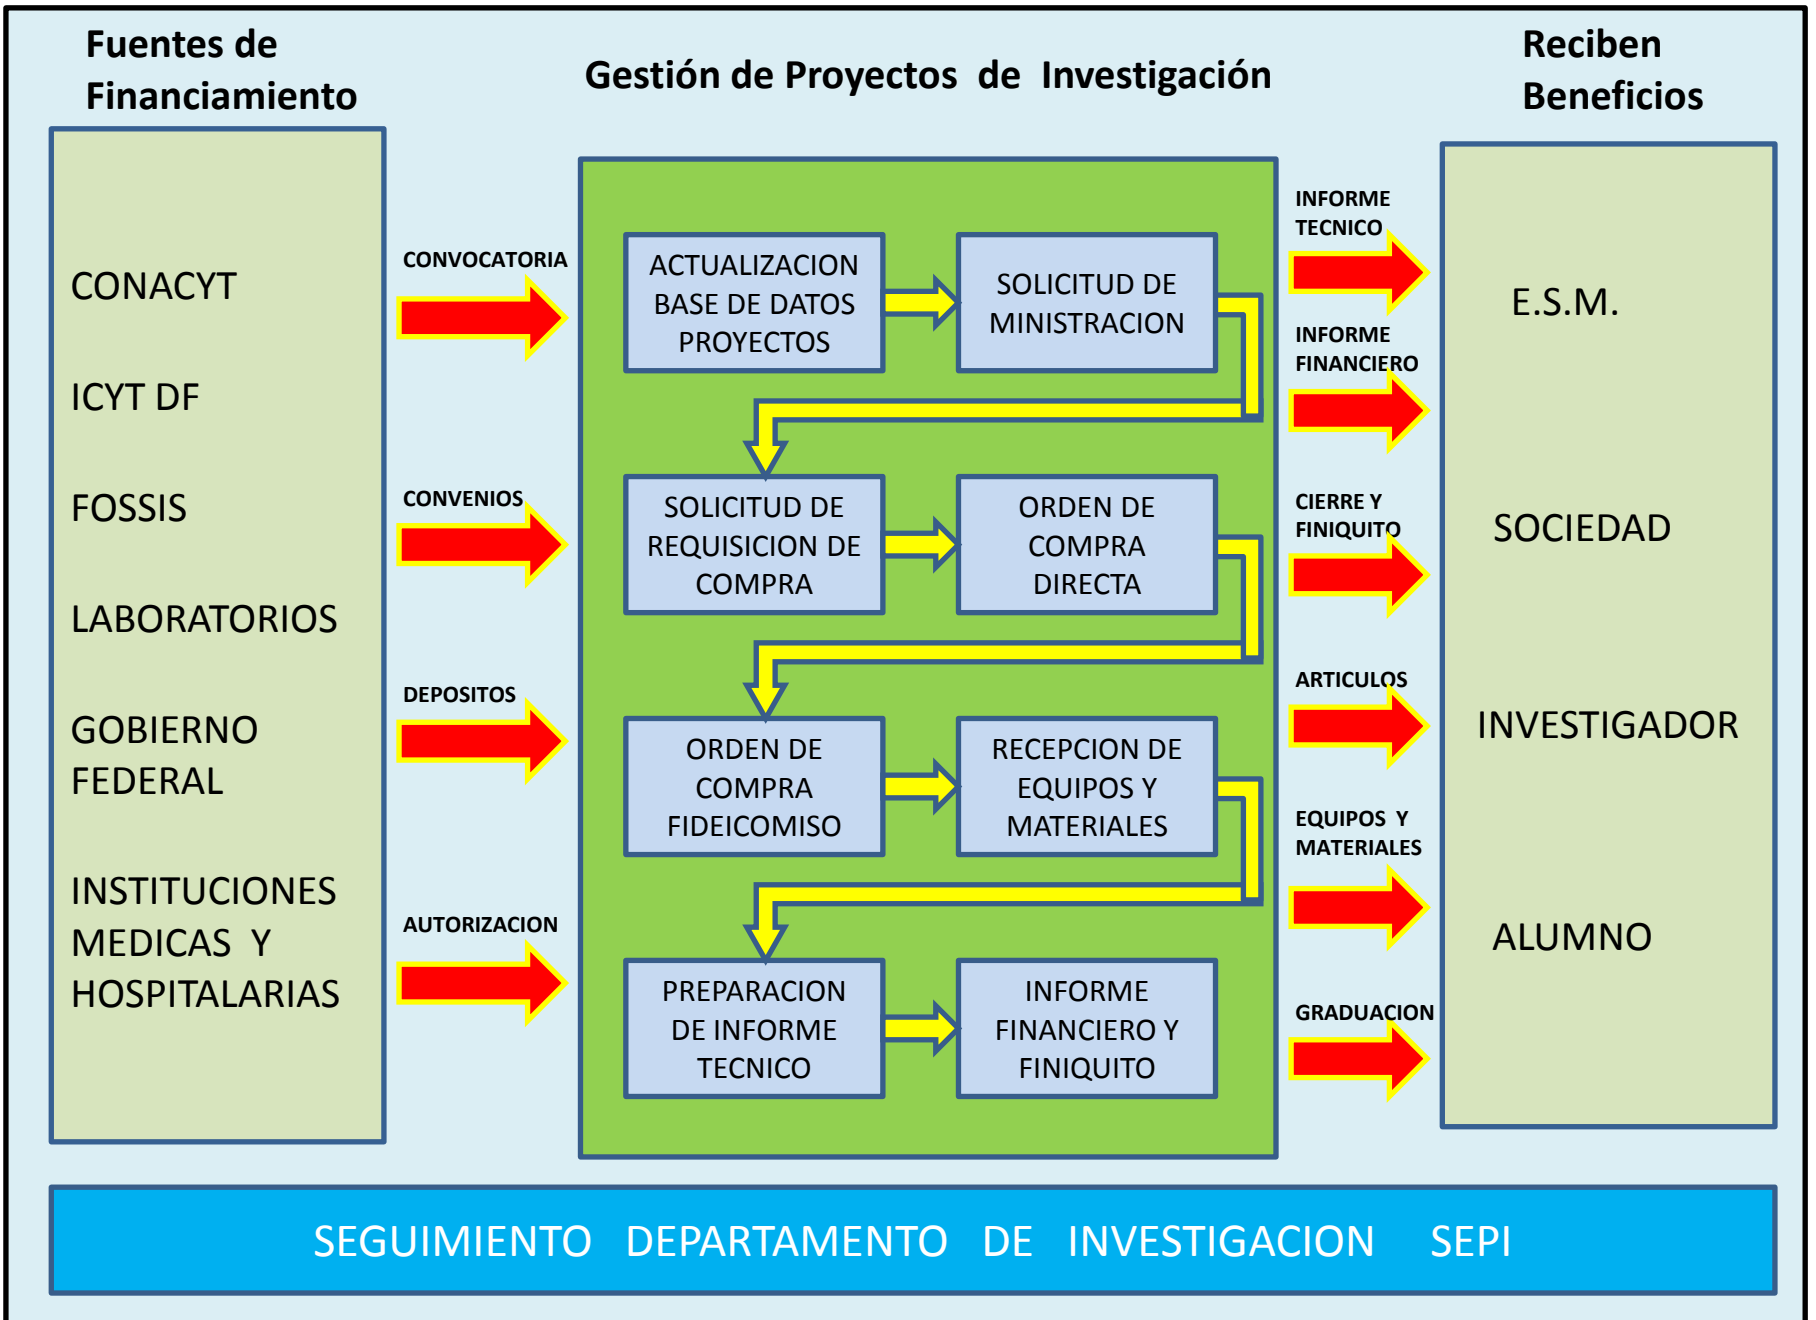 Fuentes de
Financiamiento
Gestión de Proyectos de Investigación
Reciben
Beneficios
CONACYT
ICYT DF
FOSSIS
LABORATORIOS
GOBIERNO
FEDERAL
INSTITUCIONES
MEDICAS Y
HOSPITALARIAS
CONVOCATORIA
CONVENIOS
DEPOSITOS
AUTORIZACION
ACTUALIZACION
BASE DE DATOS
PROYECTOS
SOLICITUD DE
MINISTRACION
SOLICITUD DE
REQUISICION DE
COMPRA
ORDEN DE
COMPRA
DIRECTA
ORDEN DE
COMPRA
FIDEICOMISO
RECEPCION DE
EQUIPOS Y
MATERIALES
PREPARACION
DE INFORME
TECNICO
INFORME
FINANCIERO Y
FINIQUITO
INFORME
TECNICO
INFORME
FINANCIERO
CIERRE Y
FINIQUITO
ARTICULOS
EQUIPOS Y
MATERIALES
GRADUACION
E.S.M.
SOCIEDAD
INVESTIGADOR
ALUMNO
SEGUIMIENTO DEPARTAMENTO DE INVESTIGACION SEPI